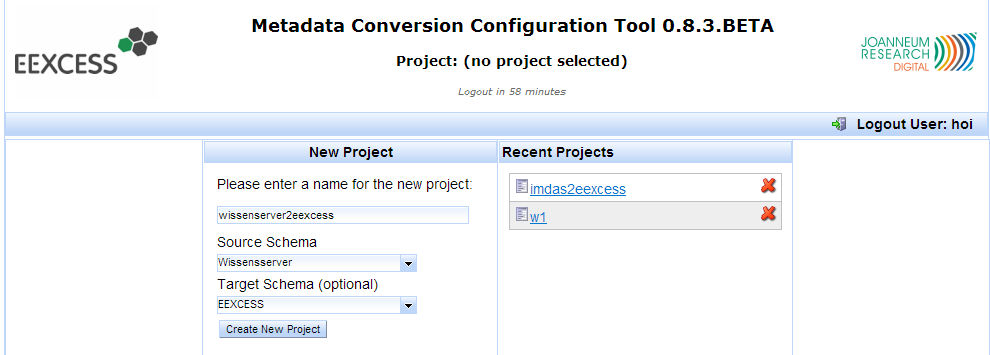 EEXCESS
Metadata Conversion Configuration Tool 0.8.3.BETA
Project: (no project selected)
Logout in 58 minutes
JOANNEUM
RESEARCH
DIGITAL
Logout User: hoi
New Project
Please enter a name for the new project:
wissenserver2eexcess
Source Schema
Wissensserver
Target Schema (optional)
EEXCESS
Create New Project
Recent Projects
imdas2eexcess
w1